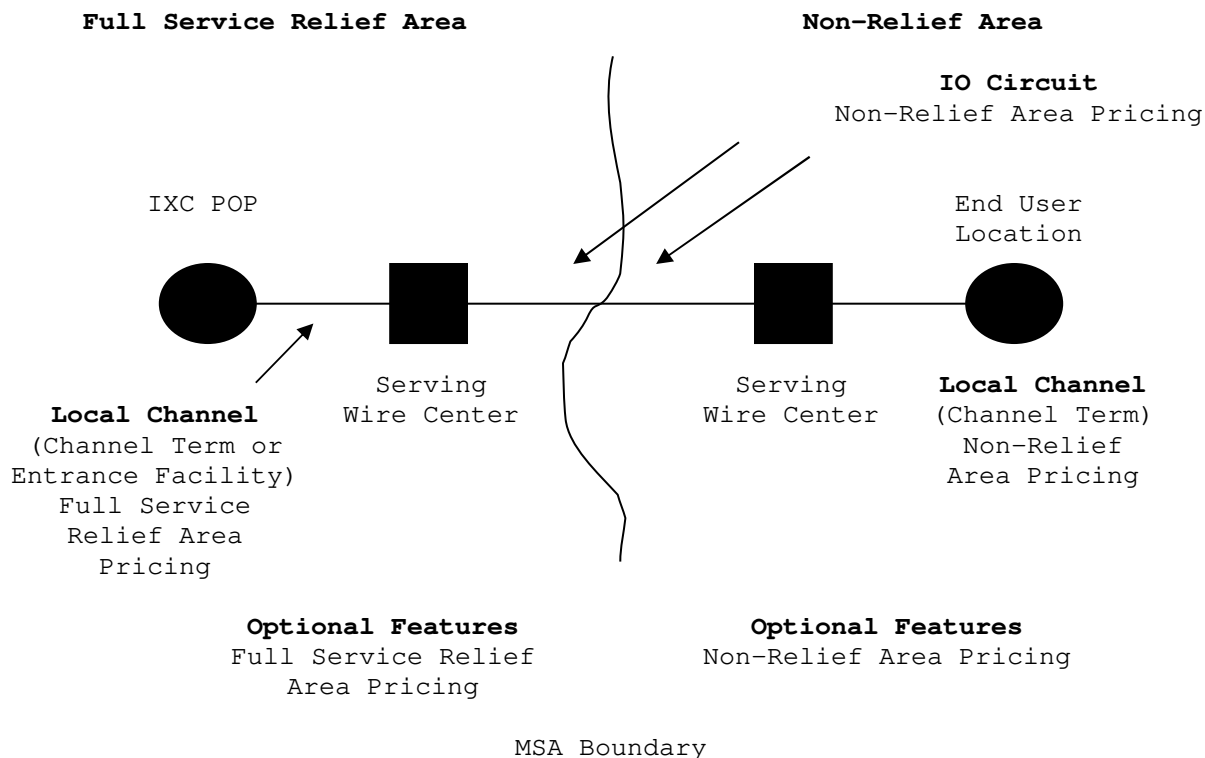 Full Service Relief Area
Non-Relief Area
IO Circuit
Non-Relief Area Pricing
IXC POP
End User
Location
Serving
Wire Center
Serving
Wire Center
Local Channel
(Channel Term or
Entrance Facility)
Full Service
Relief Area
Pricing
Local Channel
(Channel Term)
Non-Relief
Area Pricing
Optional Features
Full Service Relief
Area Pricing
Optional Features
Non-Relief Area Pricing
MSA Boundary